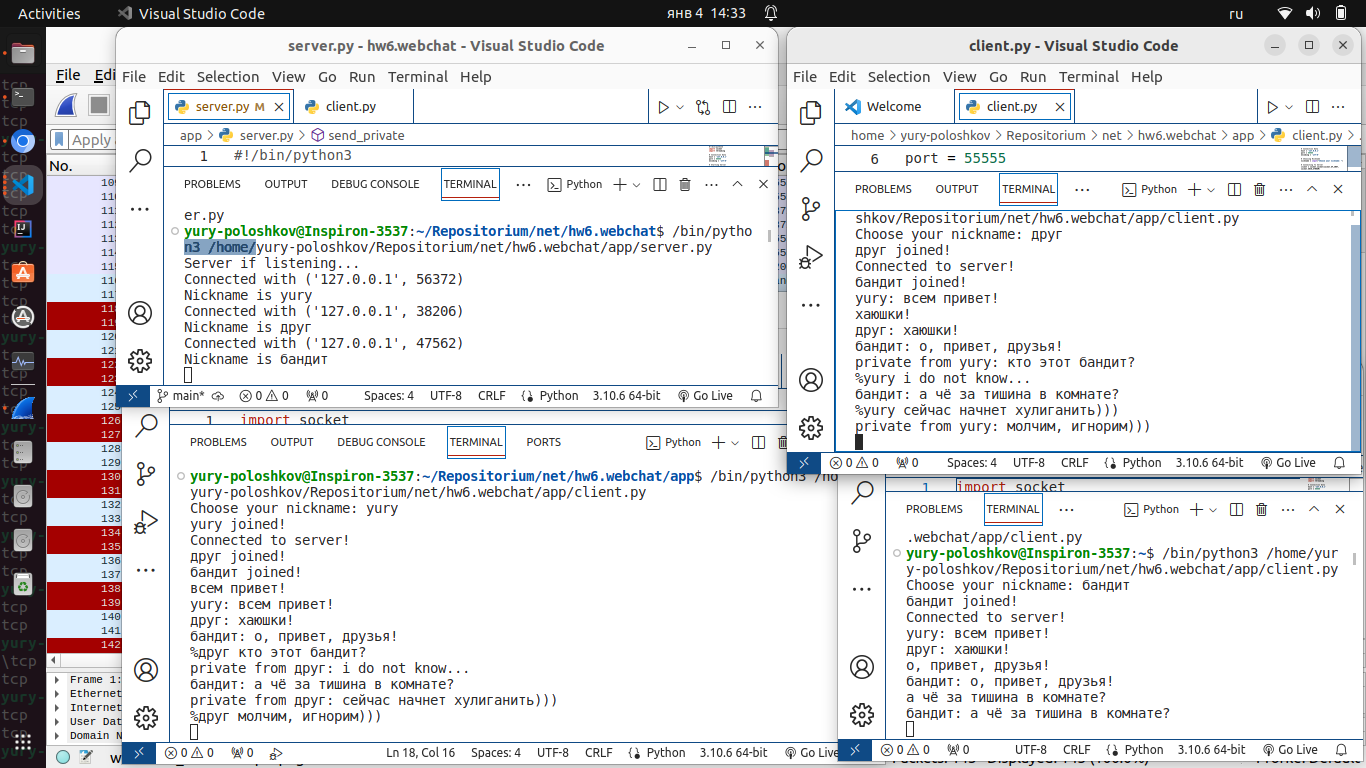 Activities
Visual Studio Code
янв 4 14:33
ru
File
tcp
Apply
No.
server.py - hw6.webchat - Visual Studio Code
File Edit Selection View Go Run Terminal Help
server.py M
client.py
app > server.py > send_private
1 #!/bin/python3
PROBLEMS OUTPUT DEBUG CONSOLE TERMINAL
Python
er.py
yury-poloshkov@Inspiron-3537:~/Repositorium/net/hw6.webchat$ /bin/pytho
n3 /home/yury-poloshkov/Repositorium/net/hw6.webchat/app/server.py
Server if listening...
Connected with ('127.0.0.1', 56372)
Nickname is yury
Connected with ('127.0.0.1', 38206)
Nickname is друг
Connected with ('127.0.0.1', 47562)
Nickname is бандит
main* 0 0 0 Spaces: 4 UTF-8 CRLF Python 3.10.6 64-bit Go Live
client.py - Visual Studio Code
File Edit Selection View Go Run Terminal Help
Welcome
client.py
home > yury-poloshkov > Repositorium > net > hw6.webchat > app > client.py >
6 port = 55555
PROBLEMS OUTPUT TERMINAL
Python
shkov/Repositorium/net/hw6.webchat/app/client.py
Choose your nickname: друг
друг joined!
Connected to server!
бандит joined!
yury: всем привет!
хаюшки!
друг: хаюшки!
бандит: о, привет, друзья!
private from yury: кто этот бандит?
%yury i do not know...
бандит: а чё за тишина в комнате?
%yury сейчас начнет хулиганить)))
private from yury: молчим, игнорим)))
0 0 0 Spaces: 4 UTF-8 CRLF Python 3.10.6 64-bit Go Live
1 import socket
PROBLEMS OUTPUT DEBUG CONSOLE TERMINAL PORTS
Python
yury-poloshkov@Inspiron-3537:~/Repositorium/net/hw6.webchat/app$ /bin/python3 /ho
yury-poloshkov/Repositorium/net/hw6.webchat/app/client.py
Choose your nickname: yury
yury joined!
Connected to server!
друг joined!
бандит joined!
всем привет!
yury: всем привет!
друг: хаюшки!
бандит: о, привет, друзья!
%друг кто этот бандит?
private from друг: i do not know...
бандит: а чё за тишина в комнате?
private from друг: сейчас начнет хулиганить)))
%друг молчим, игнорим)))
0 0 0 Ln 18, Col 16 Spaces: 4 UTF-8 CRLF Python 3.10.6 64-bit Go Live
1 import socket
PROBLEMS OUTPUT TERMINAL
Python
.webchat/app/client.py
yury-poloshkov@Inspiron-3537:~$ /bin/python3 /home/yur
y-poloshkov/Repositorium/net/hw6.webchat/app/client.py
Choose your nickname: бандит
бандит joined!
Connected to server!
yury: всем привет!
друг: хаюшки!
о, привет, друзья!
бандит: о, привет, друзья!
а чё за тишина в комнате?
бандит: а чё за тишина в комнате?
0 0 0 UTF-8 CRLF Python 3.10.6 64-bit Go Live
Frame 1:
Ethernet
Internet
User Dat
Domain N